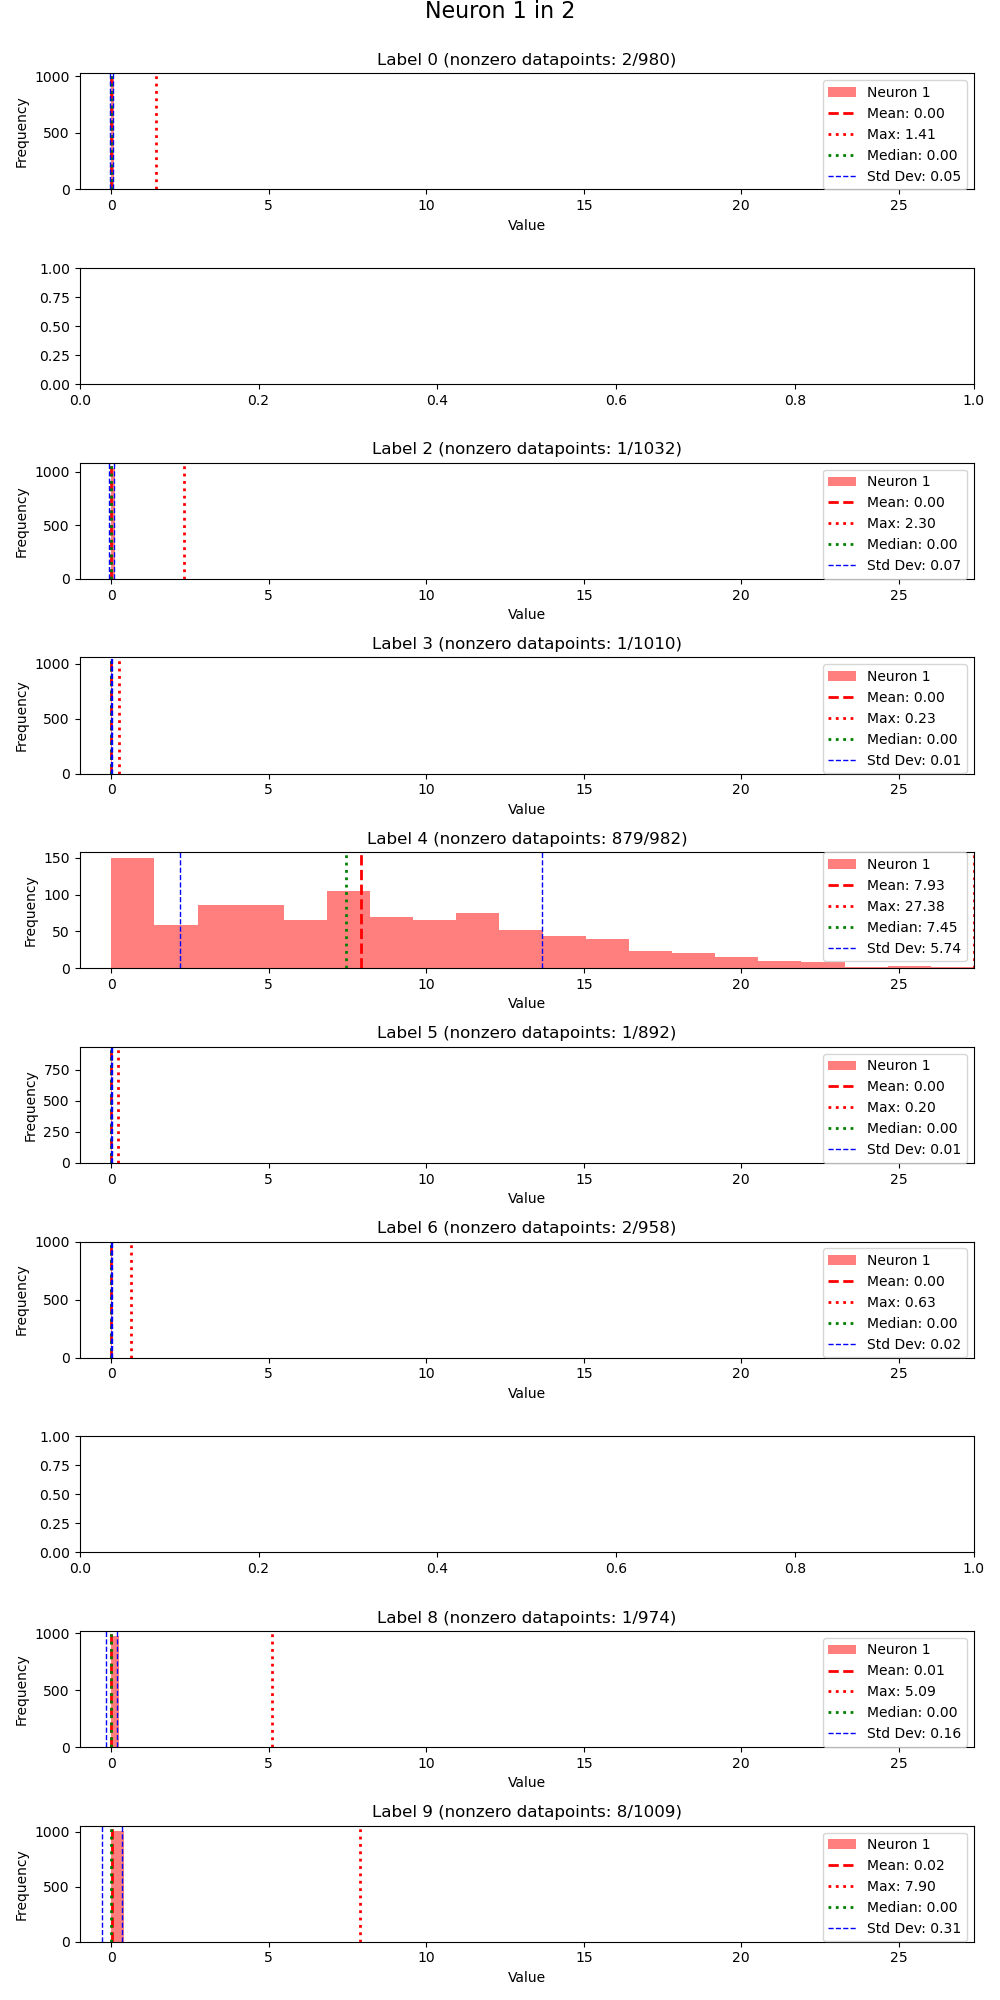 Neuron 1 in 2
Label 0 (nonzero datapoints: 2/980)
Frequency
1000
500
0
Neuron 1
Mean: 0.00
Max: 1.41
Median: 0.00
Std Dev: 0.05
0 5 10 15 20 25
Value
1.00
0.75
0.50
0.25
0.00
0.0 0.2 0.4 0.6 0.8 1.0
Label 2 (nonzero datapoints: 1/1032)
Frequency
1000
500
0
Neuron 1
Mean: 0.00
Max: 2.30
Median: 0.00
Std Dev: 0.07
0 5 10 15 20 25
Value
Label 3 (nonzero datapoints: 1/1010)
Frequency
1000
500
0
Neuron 1
Mean: 0.00
Max: 0.23
Median: 0.00
Std Dev: 0.01
0 5 10 15 20 25
Value
Label 4 (nonzero datapoints: 879/982)
Frequency
150
100
50
0
Neuron 1
Mean: 7.93
Max: 27.38
Median: 7.45
Std Dev: 5.74
0 5 10 15 20 25
Value
Label 5 (nonzero datapoints: 1/892)
Frequency
750
500
250
0
Neuron 1
Mean: 0.00
Max: 0.20
Median: 0.00
Std Dev: 0.01
0 5 10 15 20 25
Value
Label 6 (nonzero datapoints: 2/958)
Frequency
1000
500
0
Neuron 1
Mean: 0.00
Max: 0.63
Median: 0.00
Std Dev: 0.02
0 5 10 15 20 25
Value
1.00
0.75
0.50
0.25
0.00
0.0 0.2 0.4 0.6 0.8 1.0
Label 8 (nonzero datapoints: 1/974)
Frequency
1000
500
0
Neuron 1
Mean: 0.01
Max: 5.09
Median: 0.00
Std Dev: 0.16
0 5 10 15 20 25
Value
Label 9 (nonzero datapoints: 8/1009)
Frequency
1000
500
0
Neuron 1
Mean: 0.02
Max: 7.90
Median: 0.00
Std Dev: 0.31
0 5 10 15 20 25
Value